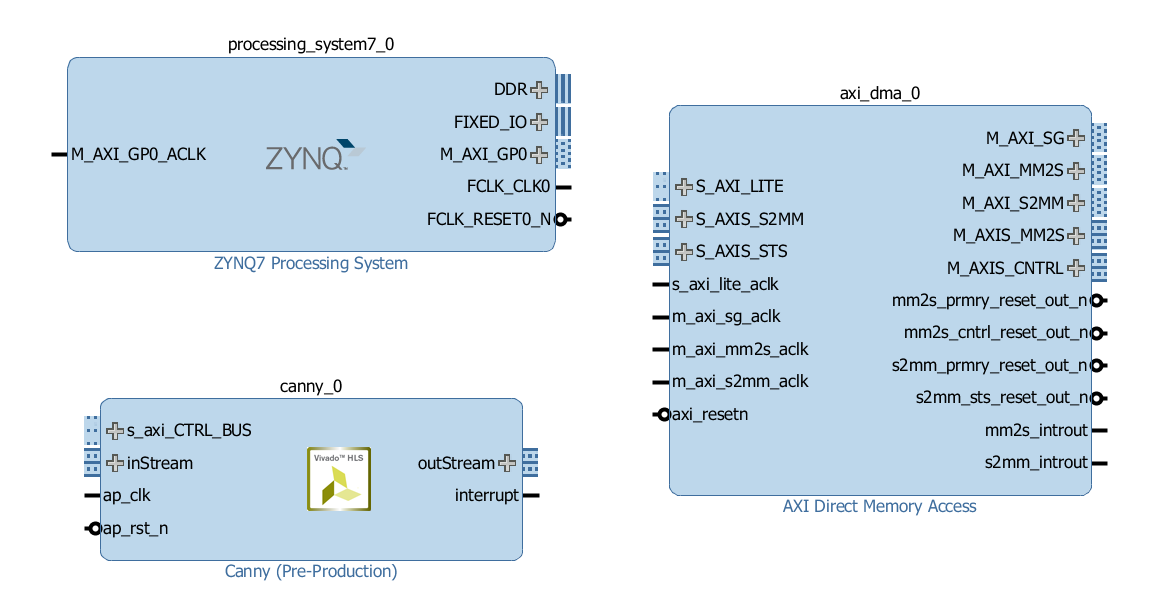 processing_system7_0
DDR
FIXED_IO
M_AXI_GP0_ACLK
ZYNQ™
M_AXI_GP0
FCLK_CLK0
FCLK_RESET0_N
ZYNQ7 Processing System
axi_dma_0
M_AXI_SG
M_AXI_MM2S
S_AXI_LITE
M_AXI_S2MM
S_AXIS_S2MM
M_AXIS_MM2S
S_AXIS_STS
M_AXIS_CNTRL
s_axi_lite_aclk
mm2s_prmry_reset_out_n
m_axi_sg_aclk
mm2s_cntrl_reset_out_n
m_axi_mm2s_aclk
s2mm_prmry_reset_out_n
m_axi_s2mm_aclk
s2mm_sts_reset_out_n
axi_resetn
mm2s_introut
s2mm_introut
AXI Direct Memory Access
canny_0
s_axi_CTRL_BUS
inStream
Vivado™ HLS
outStream
ap_clk
interrupt
ap_rst_n
Canny (Pre-Production)